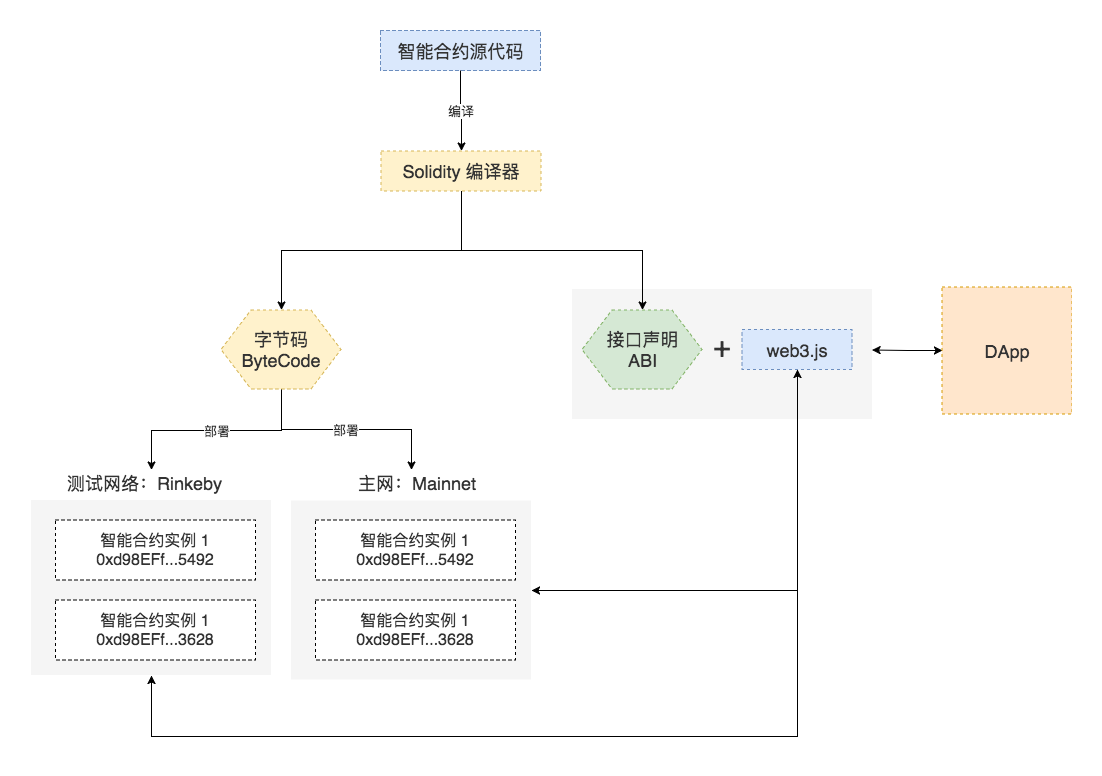 智能合约源代码
编译
Solidity 编译器
字节码
ByteCode
接口声明
ABI
+
web3.js
DApp
部署
部署
测试网络：Rinkeby
主网：Mainnet
智能合约实例 1
0xd98EFf...5492
智能合约实例 1
0xd98EFf...5492
智能合约实例 1
0xd98EFf...3628
智能合约实例 1
0xd98EFf...3628